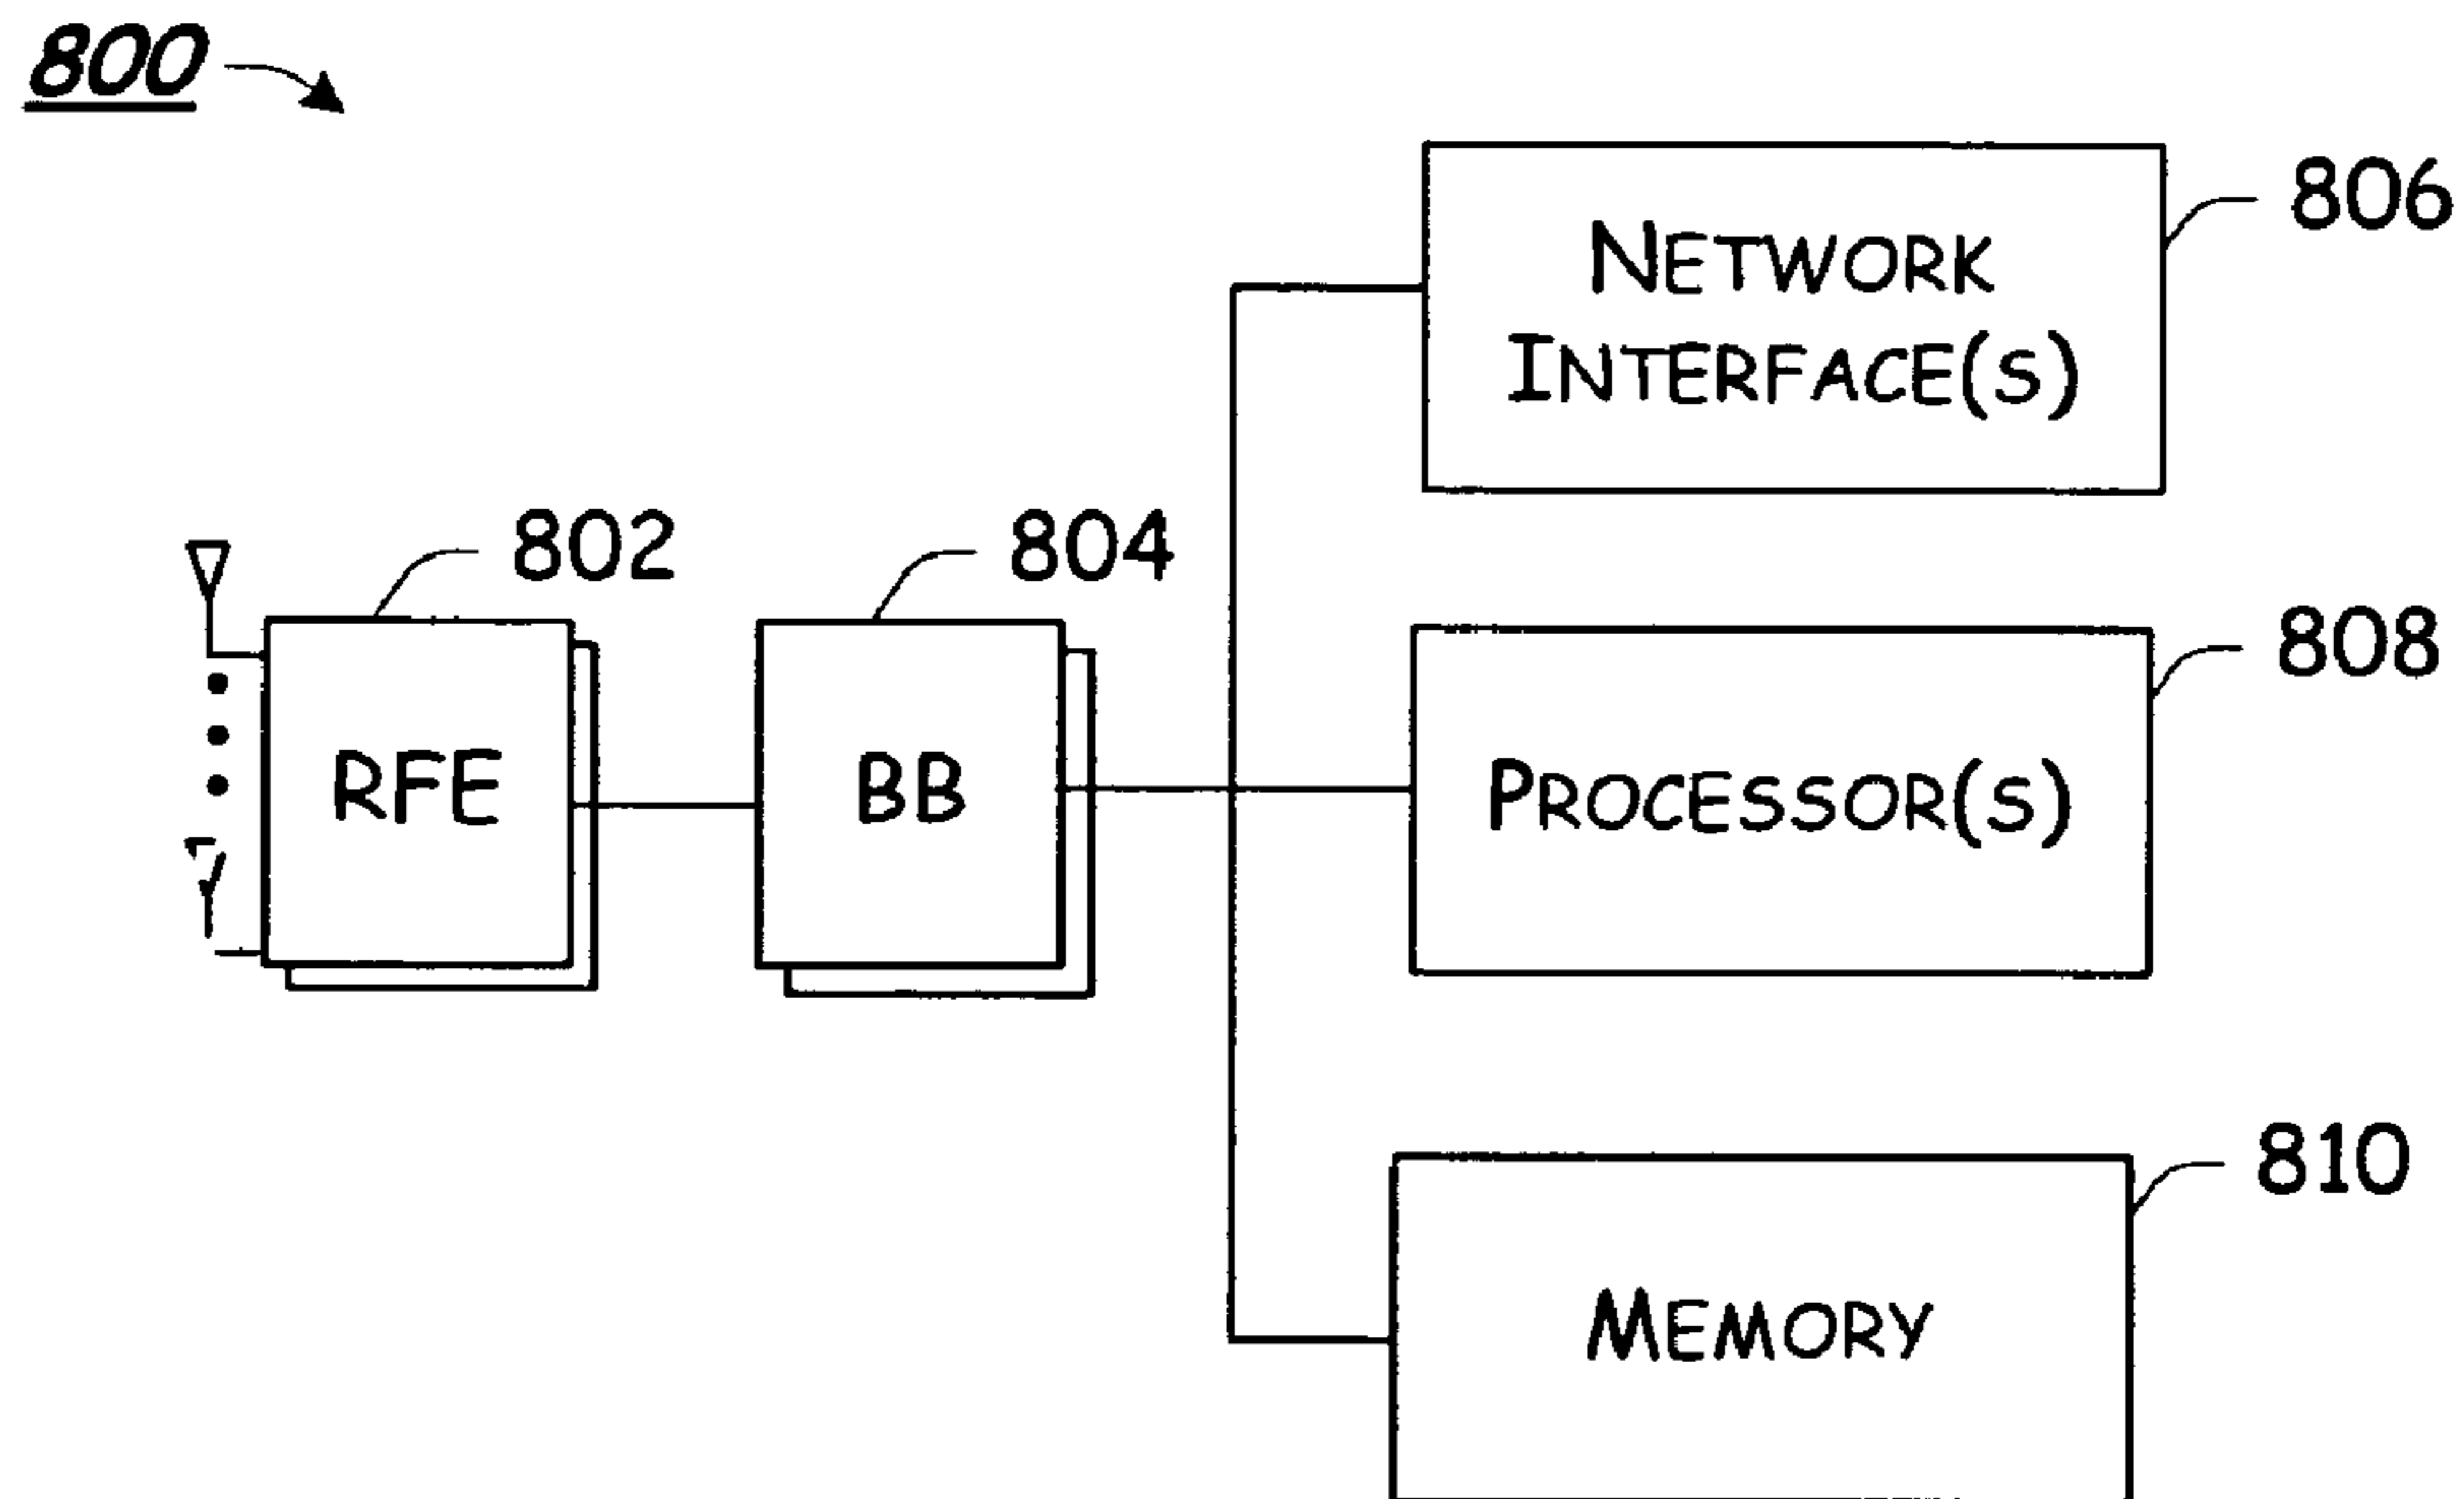 800
NETWORK
INTERFACE(S)
806
802
804
RFE
BB
PROCESSOR(S)
808
MEMORY
810